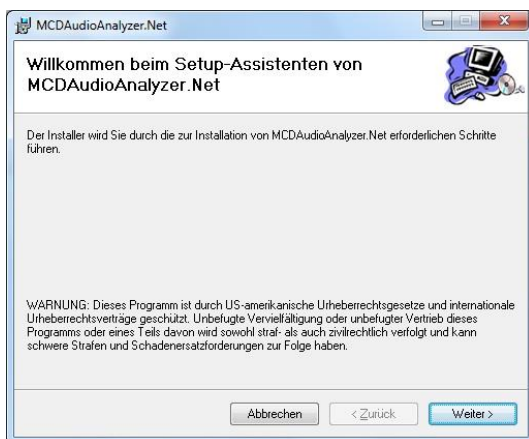 MCDAudioAnalyzer.Net
Willkommen beim Setup-Assistenten von
MCDAudioAnalyzer.Net
Der Installer wird Sie durch die zur Installation von MCDAudioAnalyzer.Net erforderlichen Schritte
führen.
WARNUNG: Dieses Programm ist durch US-amerikanische Urheberrechtsgesetze und internationale
Urheberrechtsverträge geschützt. Unbefugte Vervielfältigung oder unbefugter Vertrieb dieses
Programms oder eines Teils davon wird sowohl straf- als auch zivilrechtlich verfolgt und kann
schwere Strafen und Schadenersatzforderungen zur Folge haben.
Abbrechen < Zurück Weiter >